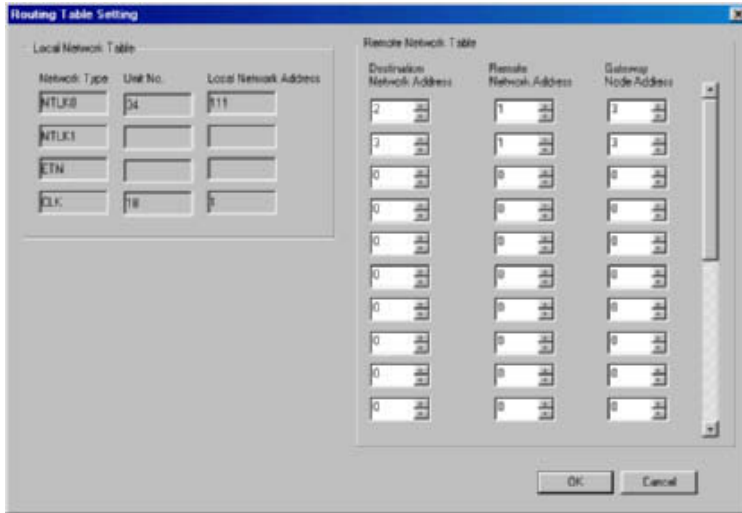 Routing Table Setting
Local Network Table
Network Type Unit No. Local Network Address
NTLK0 34 111
NTLK1
ETN
CLK 18 1
Remote Network Table
Destination Network Address Remote Network Address Gateway Node Address
2 1 3
3 1 3
0 0 0
0 0 0
0 0 0
0 0 0
0 0 0
0 0 0
0 0 0
0 0 0
OK Cancel